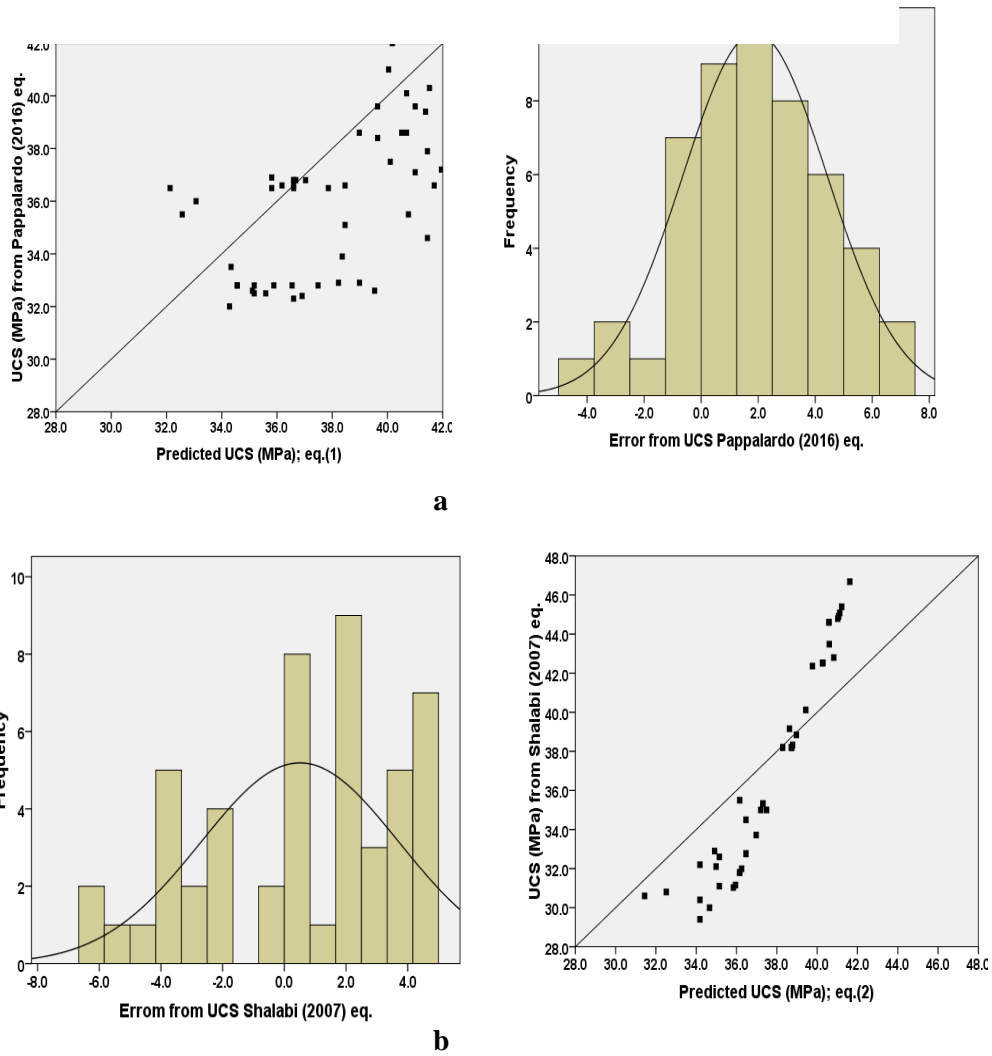 UCS (MPa) from Pappalardo (2016) eq.
42.0
40.0
38.0
36.0
34.0
32.0
30.0
28.0
28.0 30.0 32.0 34.0 36.0 38.0 40.0 42.0
Predicted UCS (MPa); eq.(1)
Frequency
8
6
4
2
0
-4.0 -2.0 0.0 2.0 4.0 6.0 8.0
Error from UCS Pappalardo (2016) eq.
a
Frequency
10
8
6
4
2
0
-8.0 -6.0 -4.0 -2.0 0.0 2.0 4.0
Errom from UCS Shalabi (2007) eq.
UCS (MPa) from Shalabi (2007) eq.
48.0
46.0
44.0
42.0
40.0
38.0
36.0
34.0
32.0
30.0
28.0
28.0 30.0 32.0 34.0 36.0 38.0 40.0 42.0 44.0 46.0 48.0
Predicted UCS (MPa); eq.(2)
b